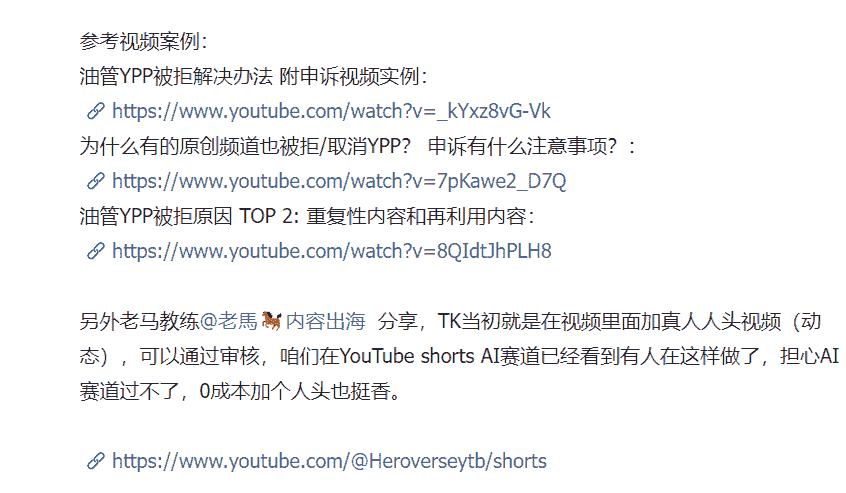 参考视频案例：
油管YPP被拒解决办法 附申诉视频实例：
https://www.youtube.com/watch?v=_kYxz8vG-Vk
为什么有的原创频道也被拒/取消YPP？ 申诉有什么注意事项？：
https://www.youtube.com/watch?v=7pKawe2_D7Q
油管YPP被拒原因 TOP 2: 重复性内容和再利用内容：
https://www.youtube.com/watch?v=8QIdtJhPLH8
另外老马教练@老馬🐎内容出海 分享，TK当初就是在视频里面加真人人头视频（动
态），可以通过审核，咱们在YouTube shorts AI赛道已经看到有人在这样做了，担心AI
赛道过不了，0成本加个人头也挺香。
https://www.youtube.com/@Heroverseytb/shorts